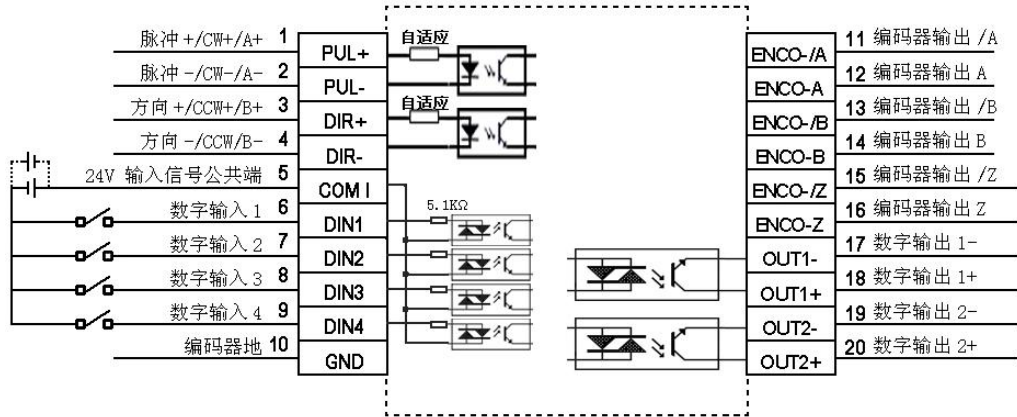 脉冲 +/CW+/A+ 1 PUL+
脉冲 -/CW-/A- 2 PUL-
方向 +/CCW+/B+ 3 DIR+
方向 -/CCW/B- 4 DIR-
24V 输入信号公共端 5 COM I
数字输入 1 6 DIN1
数字输入 2 7 DIN2
数字输入 3 8 DIN3
数字输入 4 9 DIN4
编码器地 10 GND
自适应
自适应
5.1KΩ
ENCO-/A 11 编码器输出 /A
ENCO-A 12 编码器输出 A
ENCO-/B 13 编码器输出 /B
ENCO-B 14 编码器输出 B
ENCO-/Z 15 编码器输出 /Z
ENCO-Z 16 编码器输出 Z
OUT1- 17 数字输出 1-
OUT1+ 18 数字输出 1+
OUT2- 19 数字输出 2-
OUT2+ 20 数字输出 2+